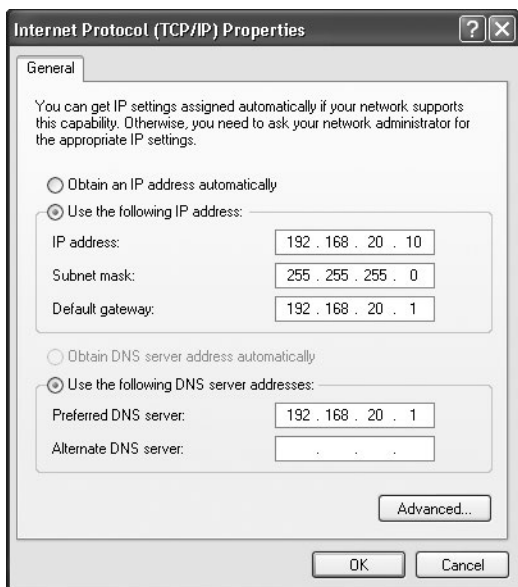 Internet Protocol (TCP/IP) Properties
General
You can get IP settings assigned automatically if your network supports
this capability. Otherwise, you need to ask your network administrator for
the appropriate IP settings.
Obtain an IP address automatically
Use the following IP address:
IP address: 192 . 168 . 20 . 10
Subnet mask: 255 . 255 . 255 . 0
Default gateway: 192 . 168 . 20 . 1
Obtain DNS server address automatically
Use the following DNS server addresses:
Preferred DNS server: 192 . 168 . 20 . 1
Alternate DNS server: . . .
Advanced...
OK Cancel